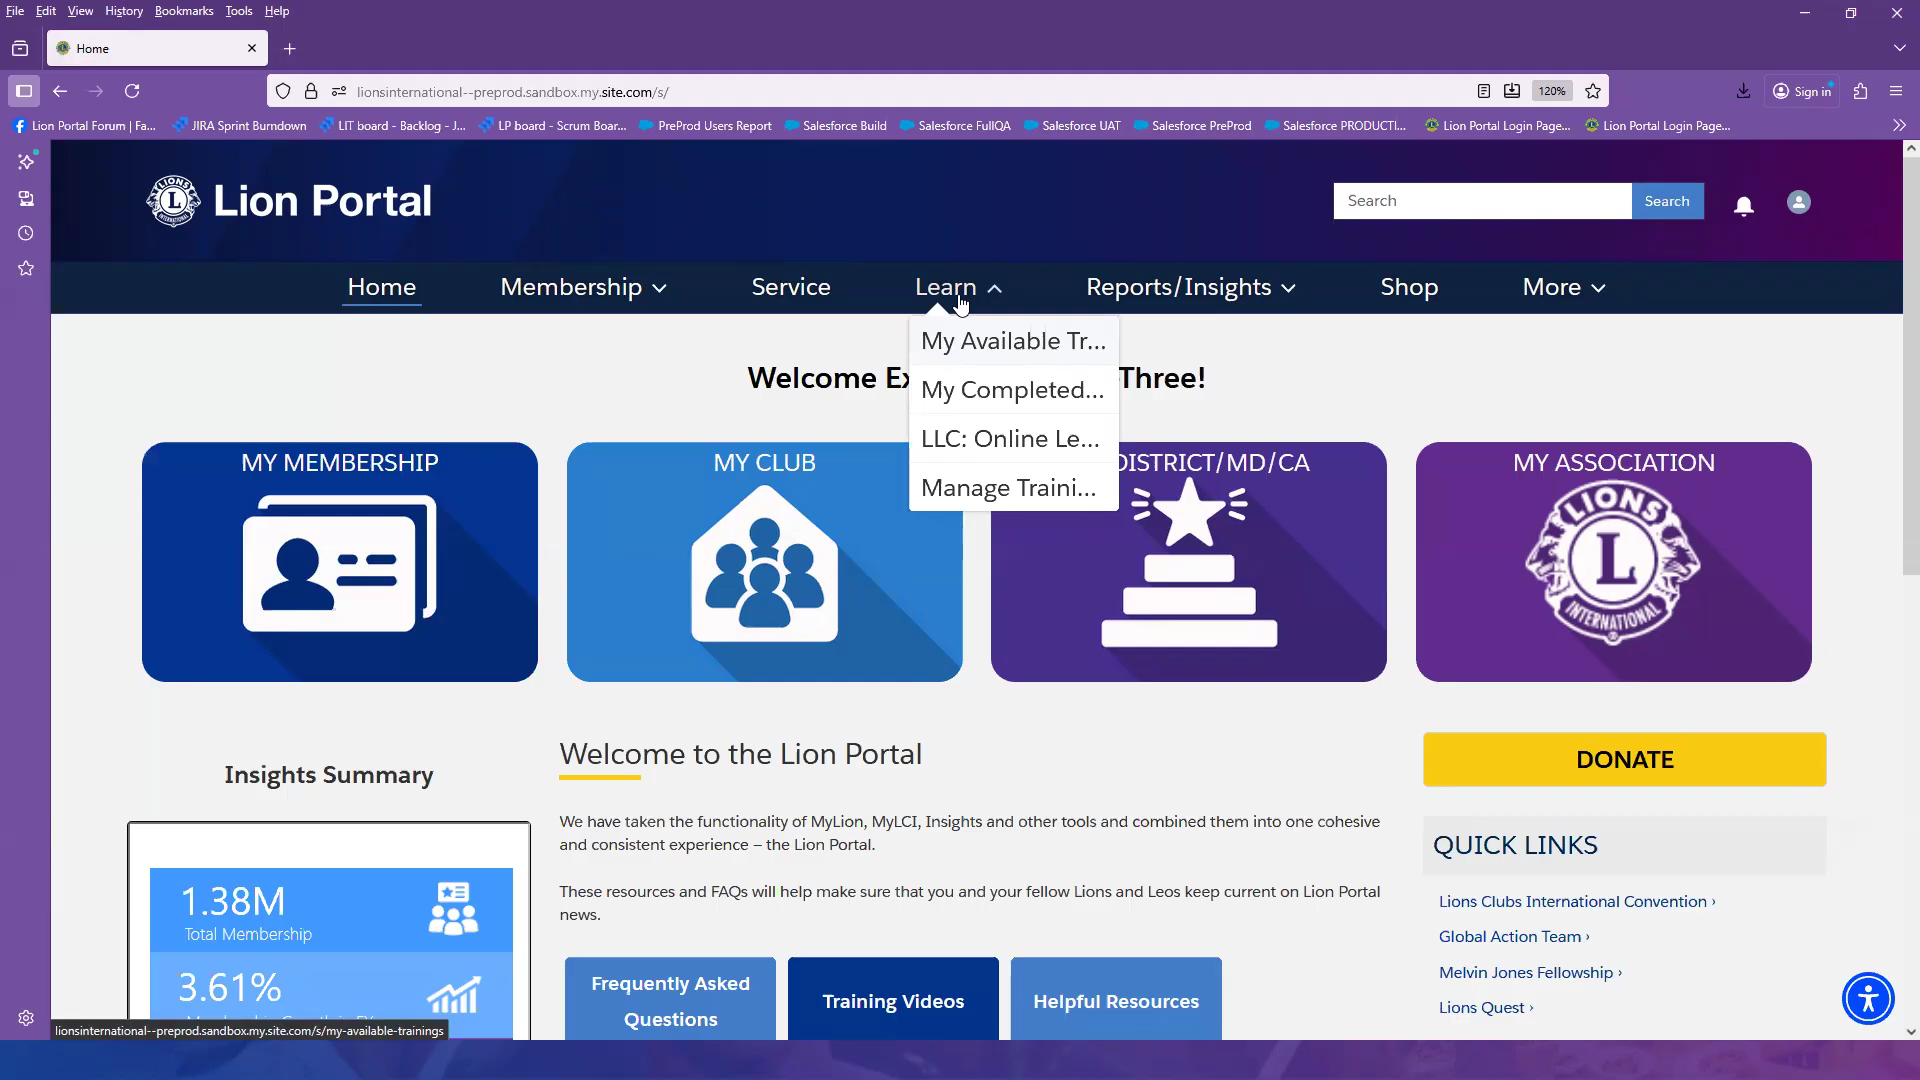 File Edit View History Bookmarks Tools Help
Home
lionsinternational--preprod.sandbox.my.site.com/s/
120%
Sign in
Lion Portal Forum | Fa...
JIRA Sprint Burndown
LIT board - Backlog - J...
LP board - Scrum Boar...
PreProd Users Report
Salesforce Build
Salesforce FullQA
Salesforce UAT
Salesforce PreProd
Salesforce PRODUCTI...
Lion Portal Login Page...
Lion Portal Login Page...
L
Lion Portal
Search
Search
Home
Membership
Service
Learn
Reports/Insights
Shop
More
My Available Tr...
My Completed...
LLC: Online Le...
Manage Traini...
Welcome Ex
Three!
MY MEMBERSHIP
MY CLUB
DISTRICT/MD/CA
MY ASSOCIATION
LIONS
L
INTERNATIONAL
Insights Summary
1.38M
Total Membership
3.61%
Welcome to the Lion Portal
We have taken the functionality of MyLion, MyLCI, Insights and other tools and combined them into one cohesive
and consistent experience – the Lion Portal.
These resources and FAQs will help make sure that you and your fellow Lions and Leos keep current on Lion Portal
news.
Frequently Asked
Questions
Training Videos
Helpful Resources
DONATE
QUICK LINKS
Lions Clubs International Convention ›
Global Action Team ›
Melvin Jones Fellowship ›
Lions Quest ›
lionsinternational--preprod.sandbox.my.site.com/s/my-available-trainings